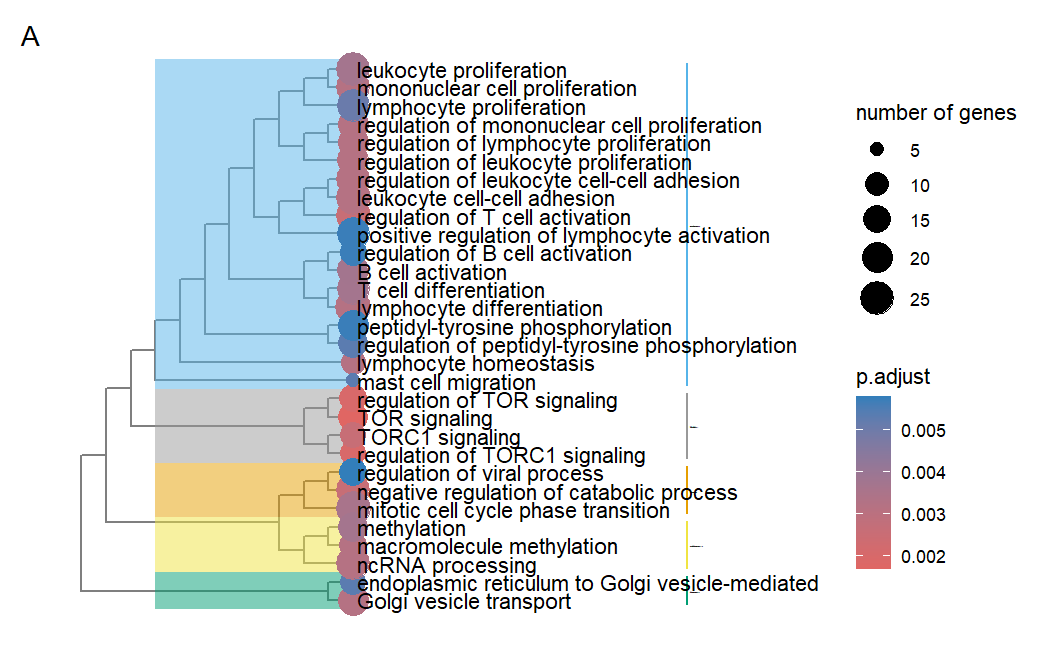 A
leukocyte proliferation
mononuclear cell proliferation
lymphocyte proliferation
regulation of mononuclear cell proliferation
regulation of lymphocyte proliferation
regulation of leukocyte proliferation
regulation of leukocyte cell-cell adhesion
leukocyte cell-cell adhesion
regulation of T cell activation
positive regulation of lymphocyte activation
regulation of B cell activation
B cell activation
T cell differentiation
lymphocyte differentiation
peptidyl-tyrosine phosphorylation
regulation of peptidyl-tyrosine phosphorylation
lymphocyte homeostasis
mast cell migration
regulation of TOR signaling
TOR signaling
TORC1 signaling
regulation of TORC1 signaling
regulation of viral process
negative regulation of catabolic process
mitotic cell cycle phase transition
methylation
macromolecule methylation
ncRNA processing
endoplasmic reticulum to Golgi vesicle-mediated
Golgi vesicle transport
number of genes
5
10
15
20
25
p.adjust
0.005
0.004
0.003
0.002